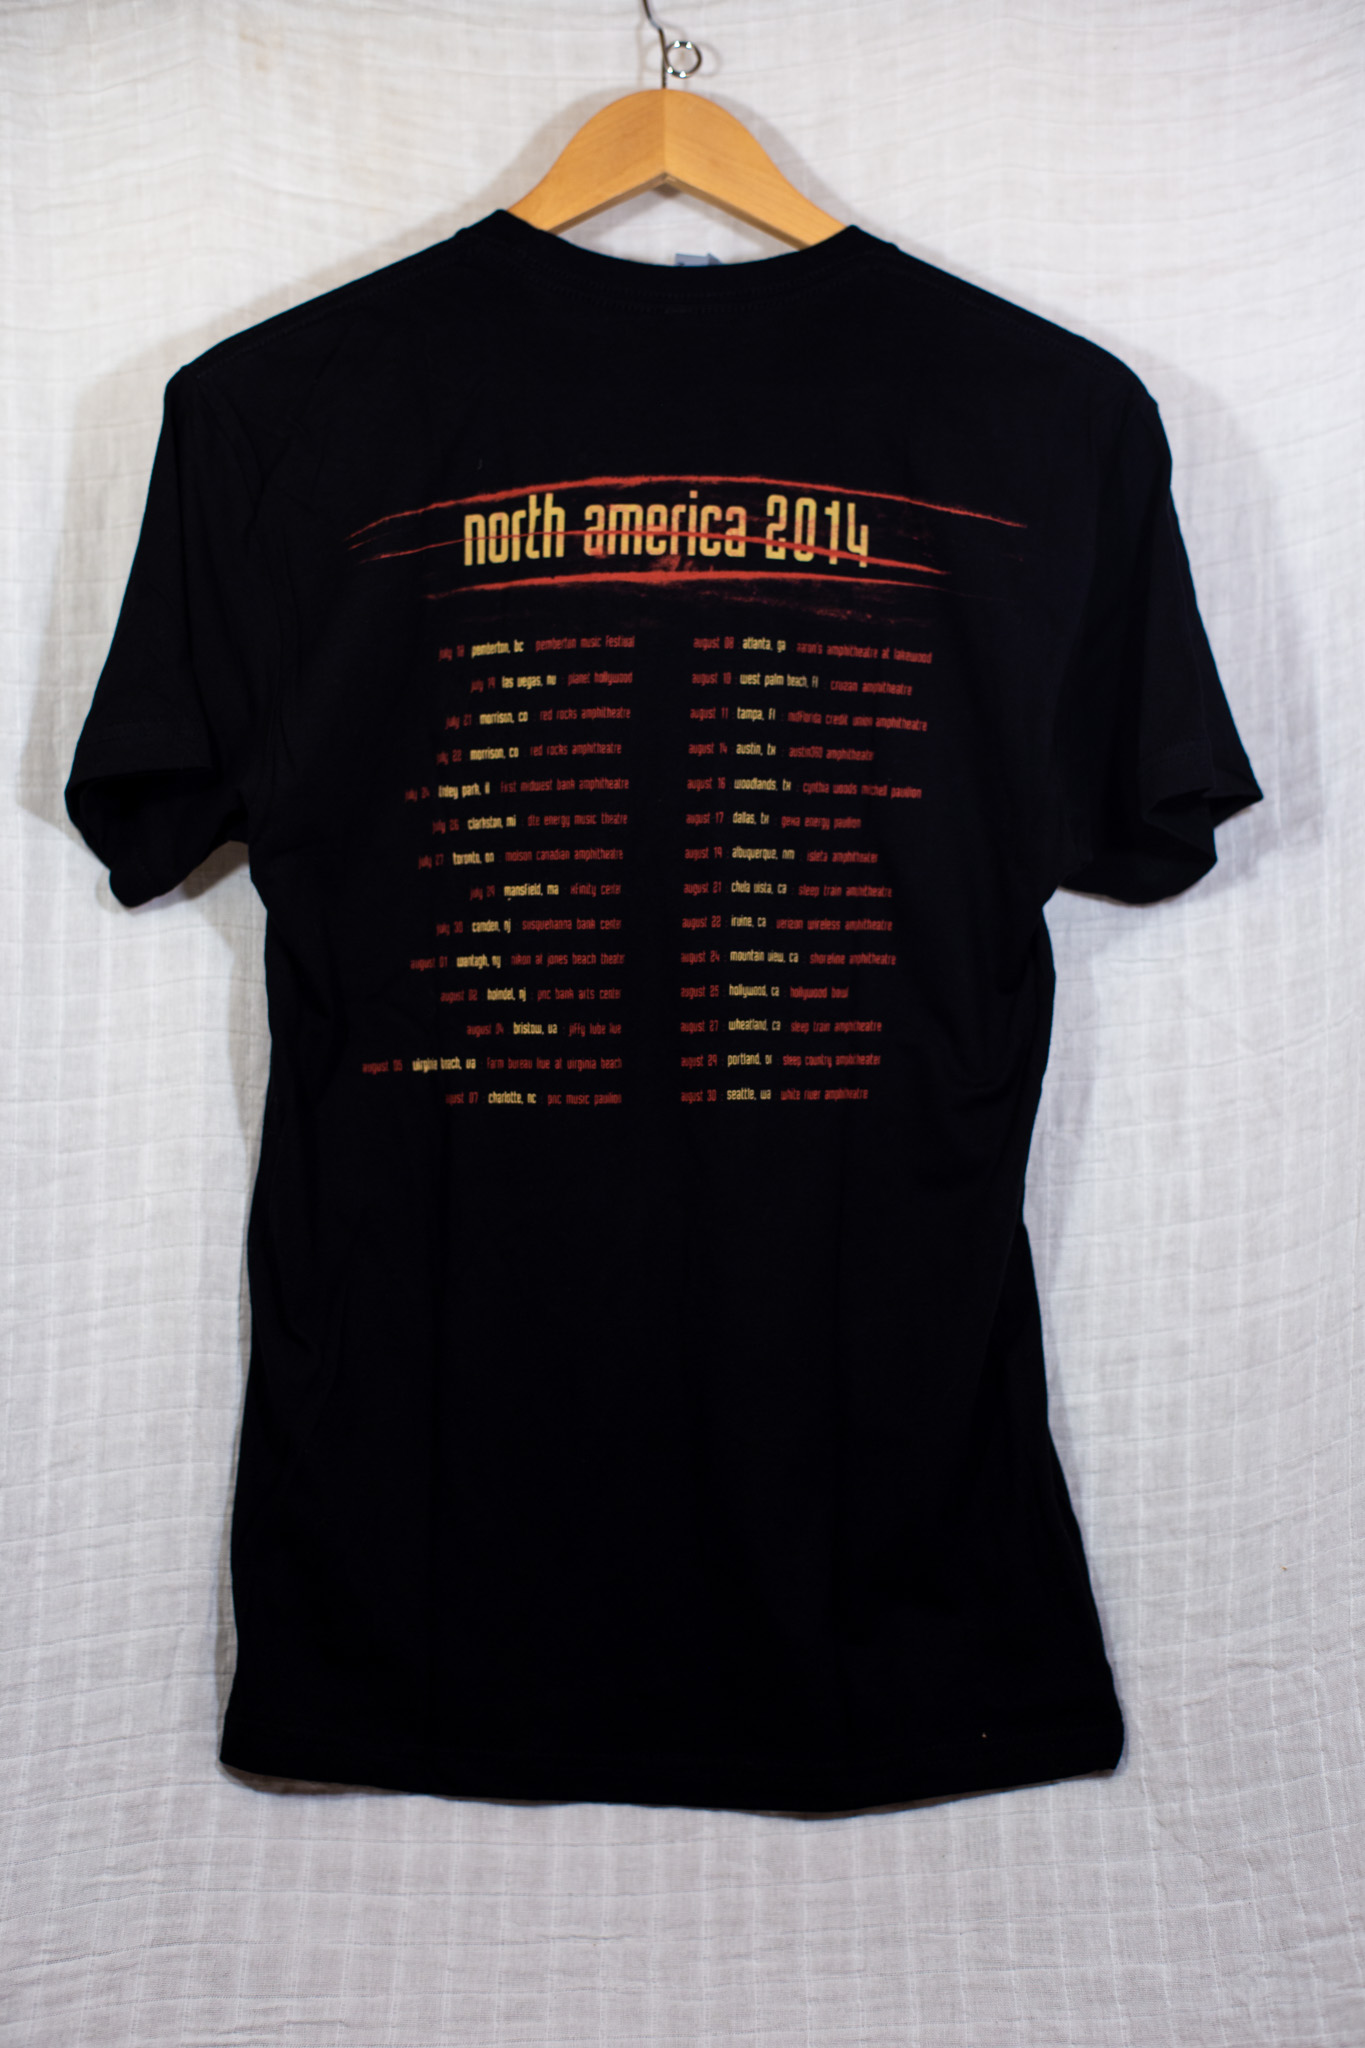 north america 2014
july 18 : pemberton, bc : pemberton music festival
july 19 : las vegas, nv : planet hollywood
july 21 : morrison, co : red rocks amphitheatre
july 22 : morrison, co : red rocks amphitheatre
july 24 : tinley park, il : first midwest bank amphitheatre
july 26 : clarkston, mi : dte energy music theatre
july 27 : toronto, on : molson canadian amphitheatre
july 29 : mansfield, ma : xfinity center
july 30 : camden, nj : susquehanna bank center
august 01 : wantagh, ny : nikon at jones beach theater
august 02 : holmdel, nj : pnc bank arts center
august 04 : bristow, va : jiffy lube live
august 05 : virginia beach, va : farm bureau live at virginia beach
august 07 : charlotte, nc : pnc music pavilion
august 08 : atlanta, ga : aaron's amphitheatre at lakewood
august 10 : west palm beach, fl : cruzan amphitheatre
august 11 : tampa, fl : midflorida credit union amphitheatre
august 14 : austin, tx : austin360 amphitheater
august 16 : woodlands, tx : cynthia woods mitchell pavilion
august 17 : dallas, tx : gexa energy pavilion
august 19 : albuquerque, nm : isleta amphitheater
august 21 : chula vista, ca : sleep train amphitheatre
august 22 : irvine, ca : verizon wireless amphitheatre
august 24 : mountain view, ca : shoreline amphitheatre
august 25 : hollywood, ca : hollywood bowl
august 27 : wheatland, ca : sleep train amphitheatre
august 29 : portland, or : sleep country amphitheater
august 30 : seattle, wa : white river amphitheatre